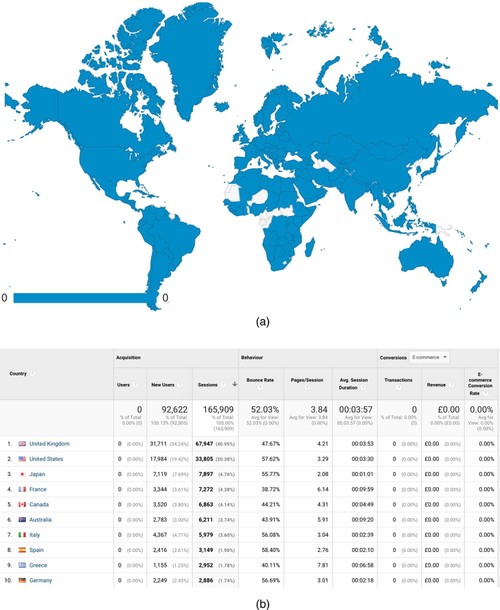 0 0
(a)
Country Acquisition Behaviour Conversions E-commerce
Users New Users Sessions Bounce Rate Pages/Session Avg. Session Duration Transactions Revenue E-commerce Conversion Rate
0 92,622 165,909 52.03% 3.84 00:03:57 0 £0.00 0.00%
% of Total: 0.00% (0) % of Total: 100.13% (92,505) % of Total: 100.00% (165,909) Avg for View: 52.03% (0.00%) Avg for View: 3.84 (0.00%) Avg for View: 00:03:57 (0.00%) % of Total: 0.00% (0) % of Total: 0.00% (£0.00) Avg for View: 0.00% (0.00%)
1. United Kingdom 0 (0.00%) 31,711 (34.24%) 67,947 (40.95%) 47.67% 4.21 00:03:53 0 (0.00%) £0.00 (0.00%) 0.00%
2. United States 0 (0.00%) 17,984 (19.42%) 33,805 (20.38%) 57.62% 3.29 00:03:30 0 (0.00%) £0.00 (0.00%) 0.00%
3. Japan 0 (0.00%) 7,119 (7.69%) 7,897 (4.76%) 55.77% 2.08 00:01:01 0 (0.00%) £0.00 (0.00%) 0.00%
4. France 0 (0.00%) 3,344 (3.61%) 7,272 (4.38%) 38.72% 6.14 00:09:59 0 (0.00%) £0.00 (0.00%) 0.00%
5. Canada 0 (0.00%) 3,520 (3.80%) 6,863 (4.14%) 44.21% 4.31 00:04:49 0 (0.00%) £0.00 (0.00%) 0.00%
6. Australia 0 (0.00%) 2,783 (3.00%) 6,211 (3.74%) 43.91% 5.91 00:09:20 0 (0.00%) £0.00 (0.00%) 0.00%
7. Italy 0 (0.00%) 4,367 (4.71%) 5,979 (3.60%) 56.08% 3.04 00:02:39 0 (0.00%) £0.00 (0.00%) 0.00%
8. Spain 0 (0.00%) 2,416 (2.61%) 3,149 (1.90%) 58.40% 2.76 00:02:10 0 (0.00%) £0.00 (0.00%) 0.00%
9. Greece 0 (0.00%) 1,155 (1.25%) 2,952 (1.78%) 40.11% 7.81 00:06:58 0 (0.00%) £0.00 (0.00%) 0.00%
10. Germany 0 (0.00%) 2,249 (2.43%) 2,886 (1.74%) 56.69% 3.01 00:02:18 0 (0.00%) £0.00 (0.00%) 0.00%
(b)